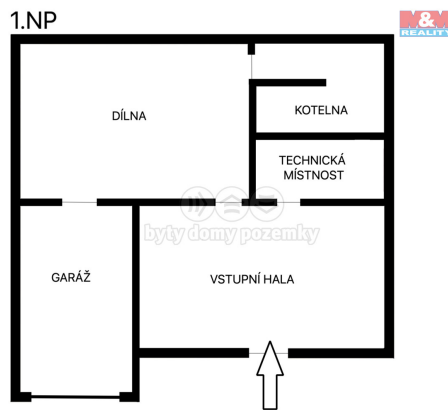 1.NP
M&M
REALITY
DÍLNA
KOTELNA
TECHNICKÁ
MÍSTNOST
byty domy pozemky
GARÁŽ
VSTUPNÍ HALA